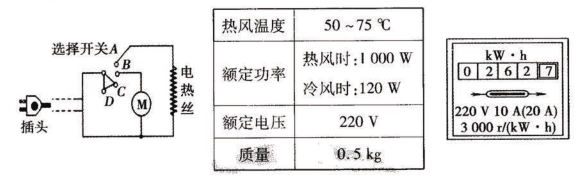 选择开关A
B
C
D
M
电热丝
插头
热风温度 50~75 ℃
额定功率 热风时:1 000 W
冷风时:120 W
额定电压 220 V
质量 0.5 kg
kW·h
0 2 6 2 7
220 V 10 A(20 A)
3 000 r/(kW·h)